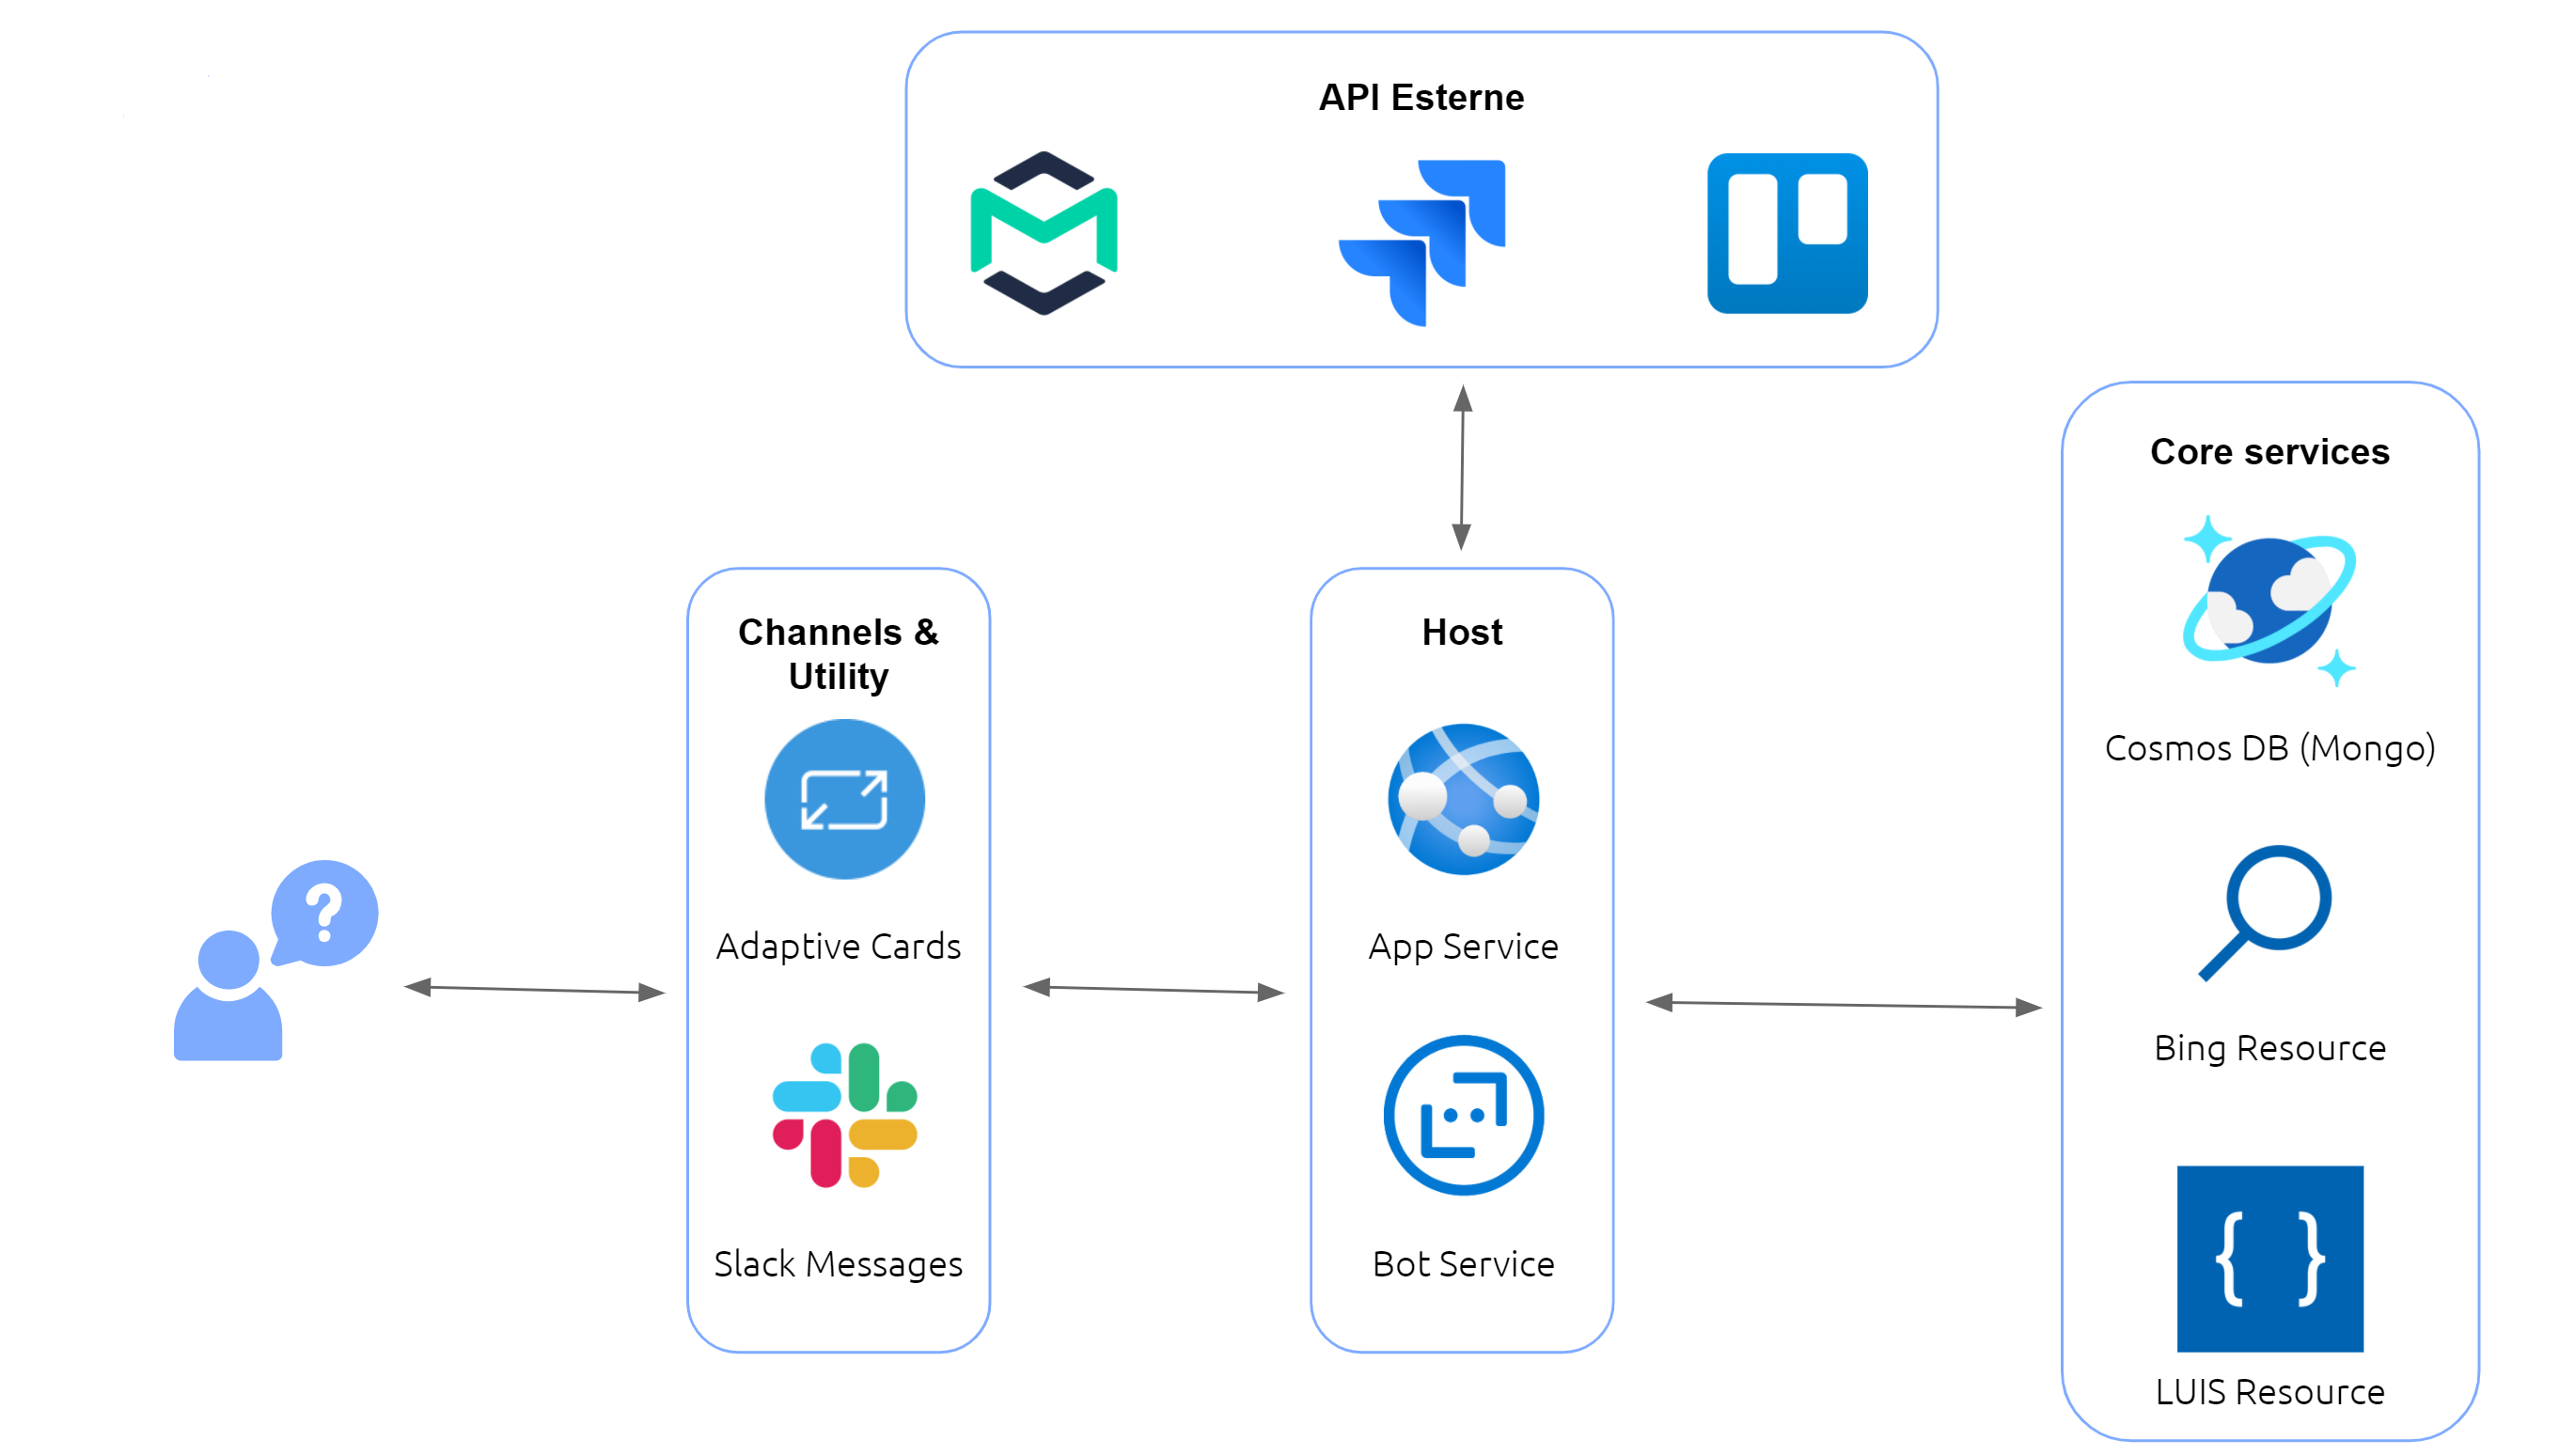 API Esterne
Core services
Channels &
Utility
Host
Cosmos DB (Mongo)
Adaptive Cards
App Service
Bing Resource
Slack Messages
Bot Service
LUIS Resource